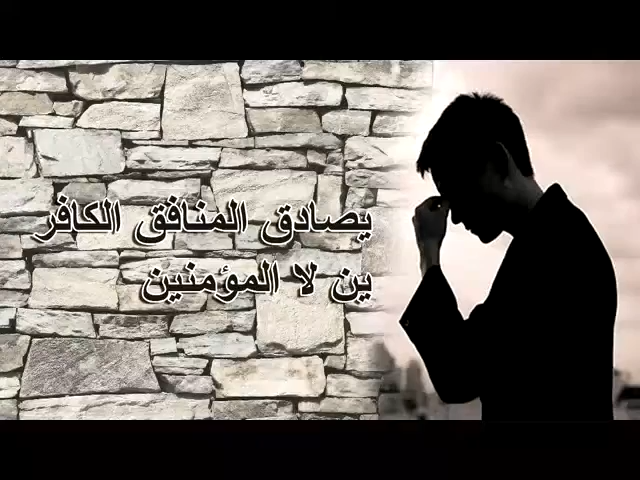 يصادق المنافق الكافر
ين لا المؤمنين